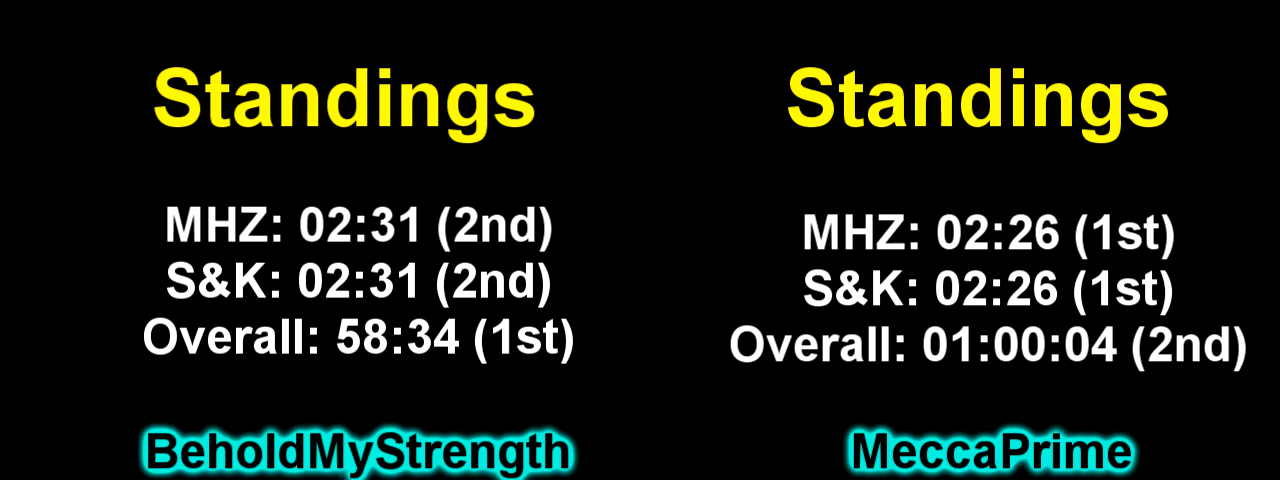 Standings
MHZ: 02:31 (2nd)
S&K: 02:31 (2nd)
Overall: 58:34 (1st)
BeholdMyStrength
Standings
MHZ: 02:26 (1st)
S&K: 02:26 (1st)
Overall: 01:00:04 (2nd)
MeccaPrime